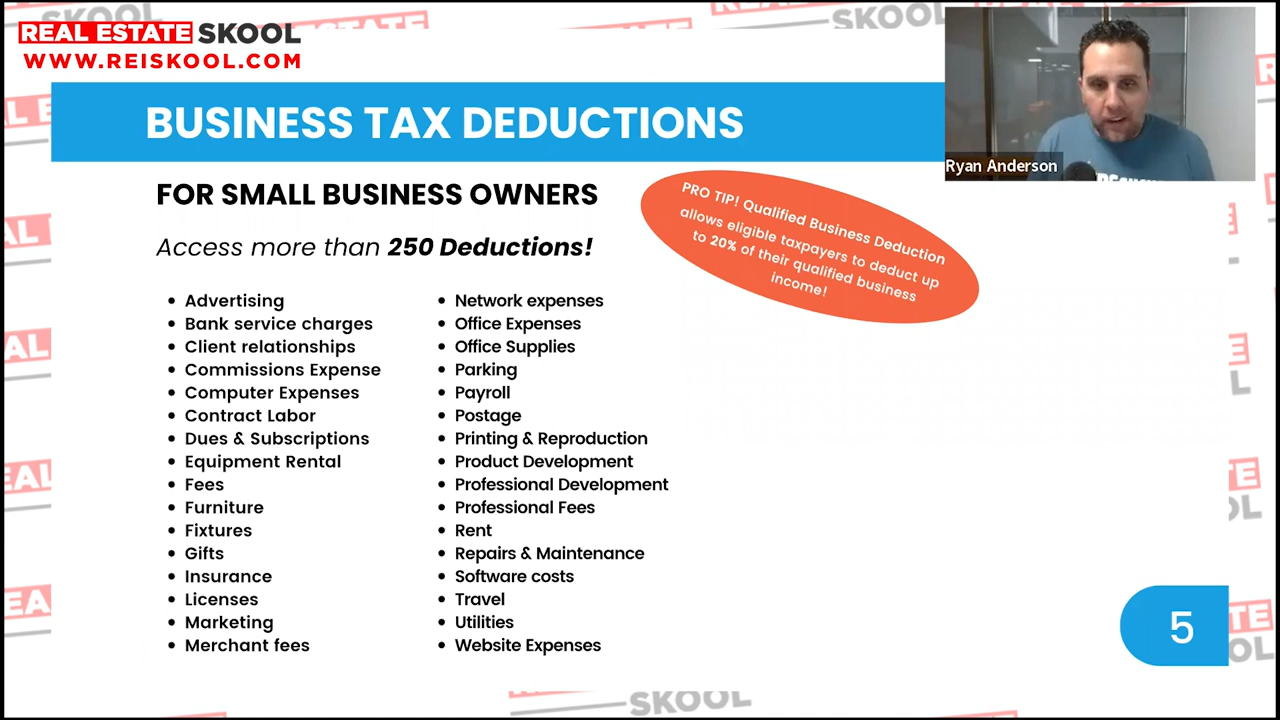 REAL ESTATE SKOOL
WWW.REISKOOL.COM
BUSINESS TAX DEDUCTIONS
Ryan Anderson
FOR SMALL BUSINESS OWNERS
Access more than 250 Deductions!
PRO TIP! Qualified Business Deduction
allows eligible taxpayers to deduct up
to 20% of their qualified business
income!
• Advertising
• Bank service charges
• Client relationships
• Commissions Expense
• Computer Expenses
• Contract Labor
• Dues & Subscriptions
• Equipment Rental
• Fees
• Furniture
• Fixtures
• Gifts
• Insurance
• Licenses
• Marketing
• Merchant fees
• Network expenses
• Office Expenses
• Office Supplies
• Parking
• Payroll
• Postage
• Printing & Reproduction
• Product Development
• Professional Development
• Professional Fees
• Rent
• Repairs & Maintenance
• Software costs
• Travel
• Utilities
• Website Expenses
5
SKOOL
SKOOL